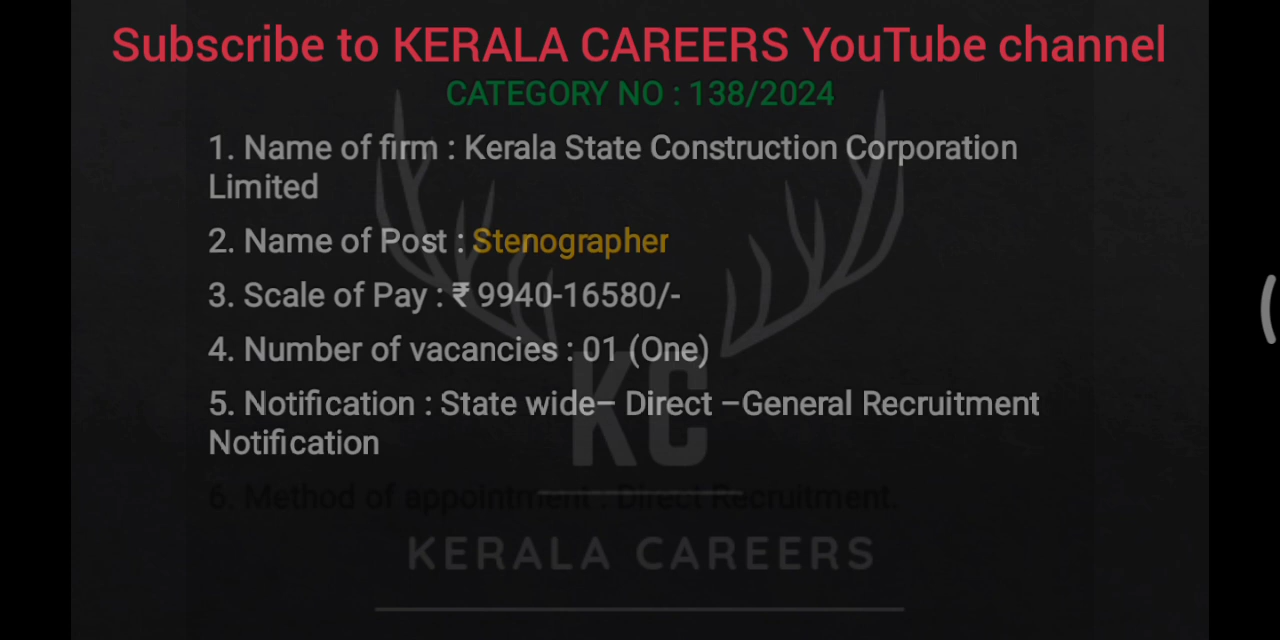 Subscribe to KERALA CAREERS YouTube channel
CATEGORY NO : 138/2024
1. Name of firm : Kerala State Construction Corporation
Limited
2. Name of Post : Stenographer
3. Scale of Pay : ₹ 9940-16580/-
4. Number of vacancies : 01 (One)
5. Notification : State wide– Direct –General Recruitment
Notification
6. Method of appointment : Direct Recruitment.
KC
KERALA CAREERS